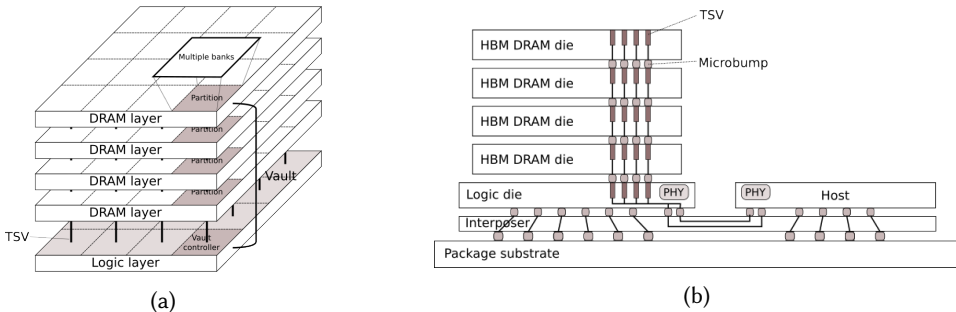 Multiple banks
Partition
DRAM layer
Partition
DRAM layer
Partition
DRAM layer
Partition
DRAM layer
Vault
TSV
Vault
controller
Logic layer
(a)
TSV
HBM DRAM die
Microbump
HBM DRAM die
HBM DRAM die
HBM DRAM die
Logic die
PHY
PHY
Host
Interposer
Package substrate
(b)